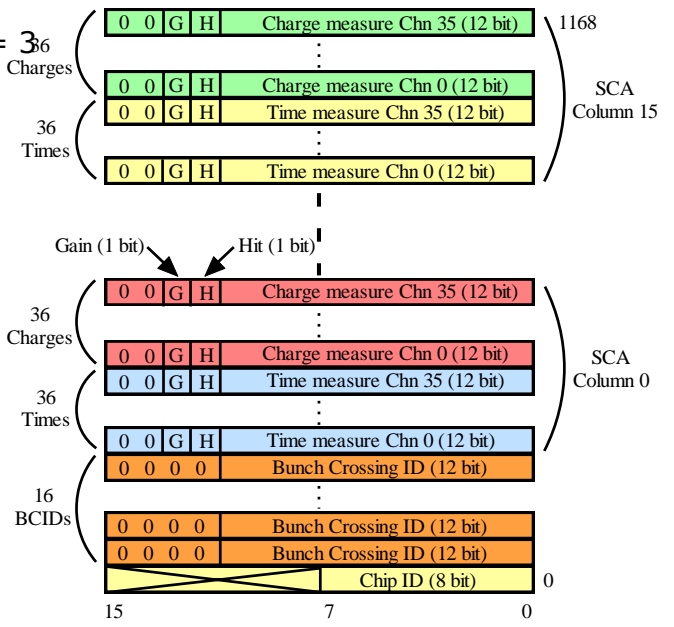 0 0 G H Charge measure Chn 35 (12 bit) 1168
= 3
36
Charges
0 0 G H Charge measure Chn 0 (12 bit)
SCA
Column 15
0 0 G H Time measure Chn 35 (12 bit)
36
Times
0 0 G H Time measure Chn 0 (12 bit)
Gain (1 bit) Hit (1 bit)
0 0 G H Charge measure Chn 35 (12 bit)
36
Charges
0 0 G H Charge measure Chn 0 (12 bit)
SCA
Column 0
0 0 G H Time measure Chn 35 (12 bit)
36
Times
0 0 G H Time measure Chn 0 (12 bit)
0 0 0 0 Bunch Crossing ID (12 bit)
16
BCIDs
0 0 0 0 Bunch Crossing ID (12 bit)
0 0 0 0 Bunch Crossing ID (12 bit)
Chip ID (8 bit) 0
15 7 0